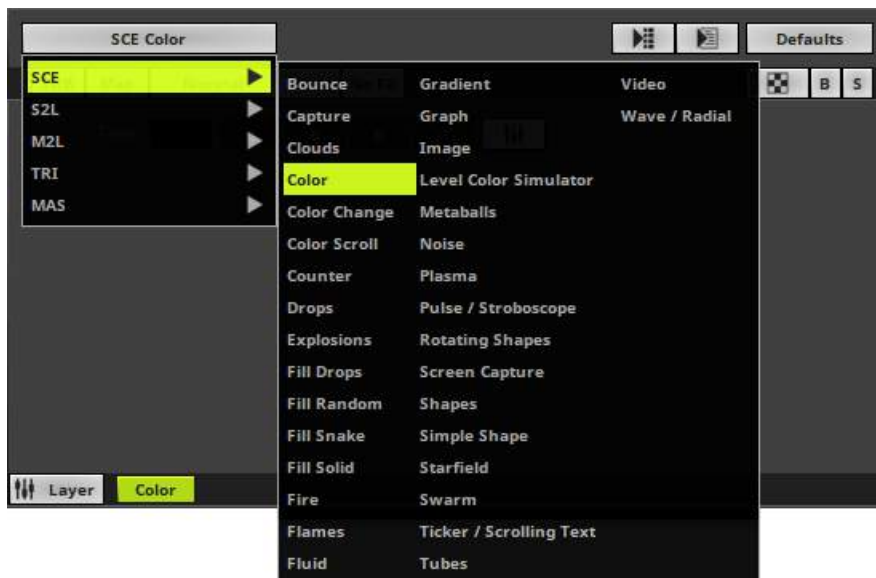 SCE Color
Defaults
SCE
S2L
M2L
TRI
MAS
Bounce
Capture
Clouds
Color
Color Change
Color Scroll
Counter
Drops
Explosions
Fill Drops
Fill Random
Fill Snake
Fill Solid
Fire
Flames
Fluid
Gradient
Graph
Image
Level Color Simulator
Metaballs
Noise
Plasma
Pulse / Stroboscope
Rotating Shapes
Screen Capture
Shapes
Simple Shape
Starfield
Swarm
Ticker / Scrolling Text
Tubes
Video
Wave / Radial
B
S
Layer
Color